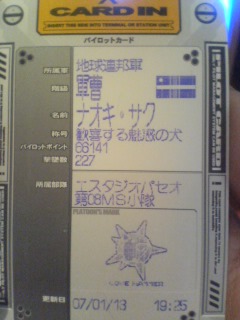 CARD IN
INSERT THIS SIDE INTO TERMINAL OR STATION UNIT
パイロットカード
所属軍 地球連邦軍
階級 軍曹
名前 ナオキ・サク
称号 歓喜する魅惑の犬
パイロットポイント 66141
撃墜数 227
所属部隊 エスタジオパセオ
第08MS小隊
PLATOON'S MARK
更新日 07/01/13 19:25